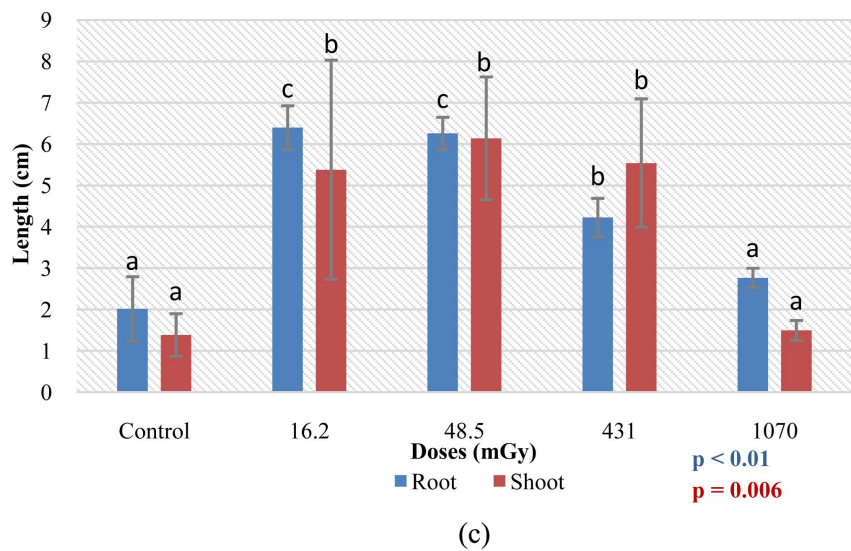 9
8
7
6
5
4
3
2
1
0
Length (cm)
a
a
c
b
c
b
b
b
a
a
Control 16.2 48.5 431 1070
Doses (mGy)
Root Shoot
p < 0.01
p = 0.006
(c)